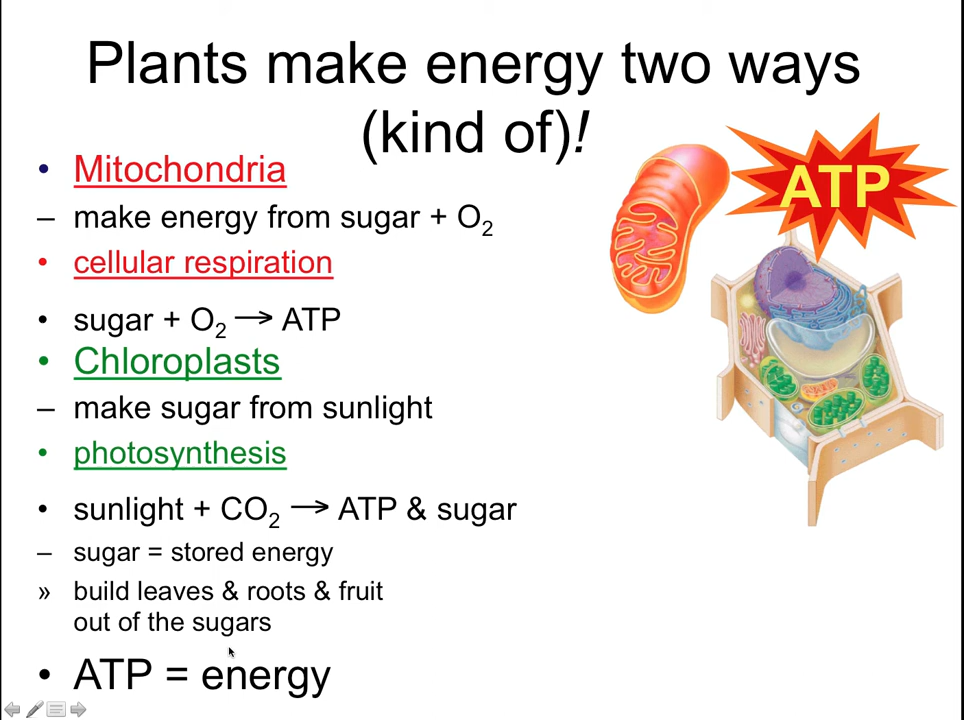 Plants make energy two ways
(kind of)!
• Mitochondria
– make energy from sugar + O₂
• cellular respiration
• sugar + O₂ → ATP
• Chloroplasts
– make sugar from sunlight
• photosynthesis
• sunlight + CO₂ → ATP & sugar
– sugar = stored energy
» build leaves & roots & fruit
out of the sugars
• ATP = energy
ATP